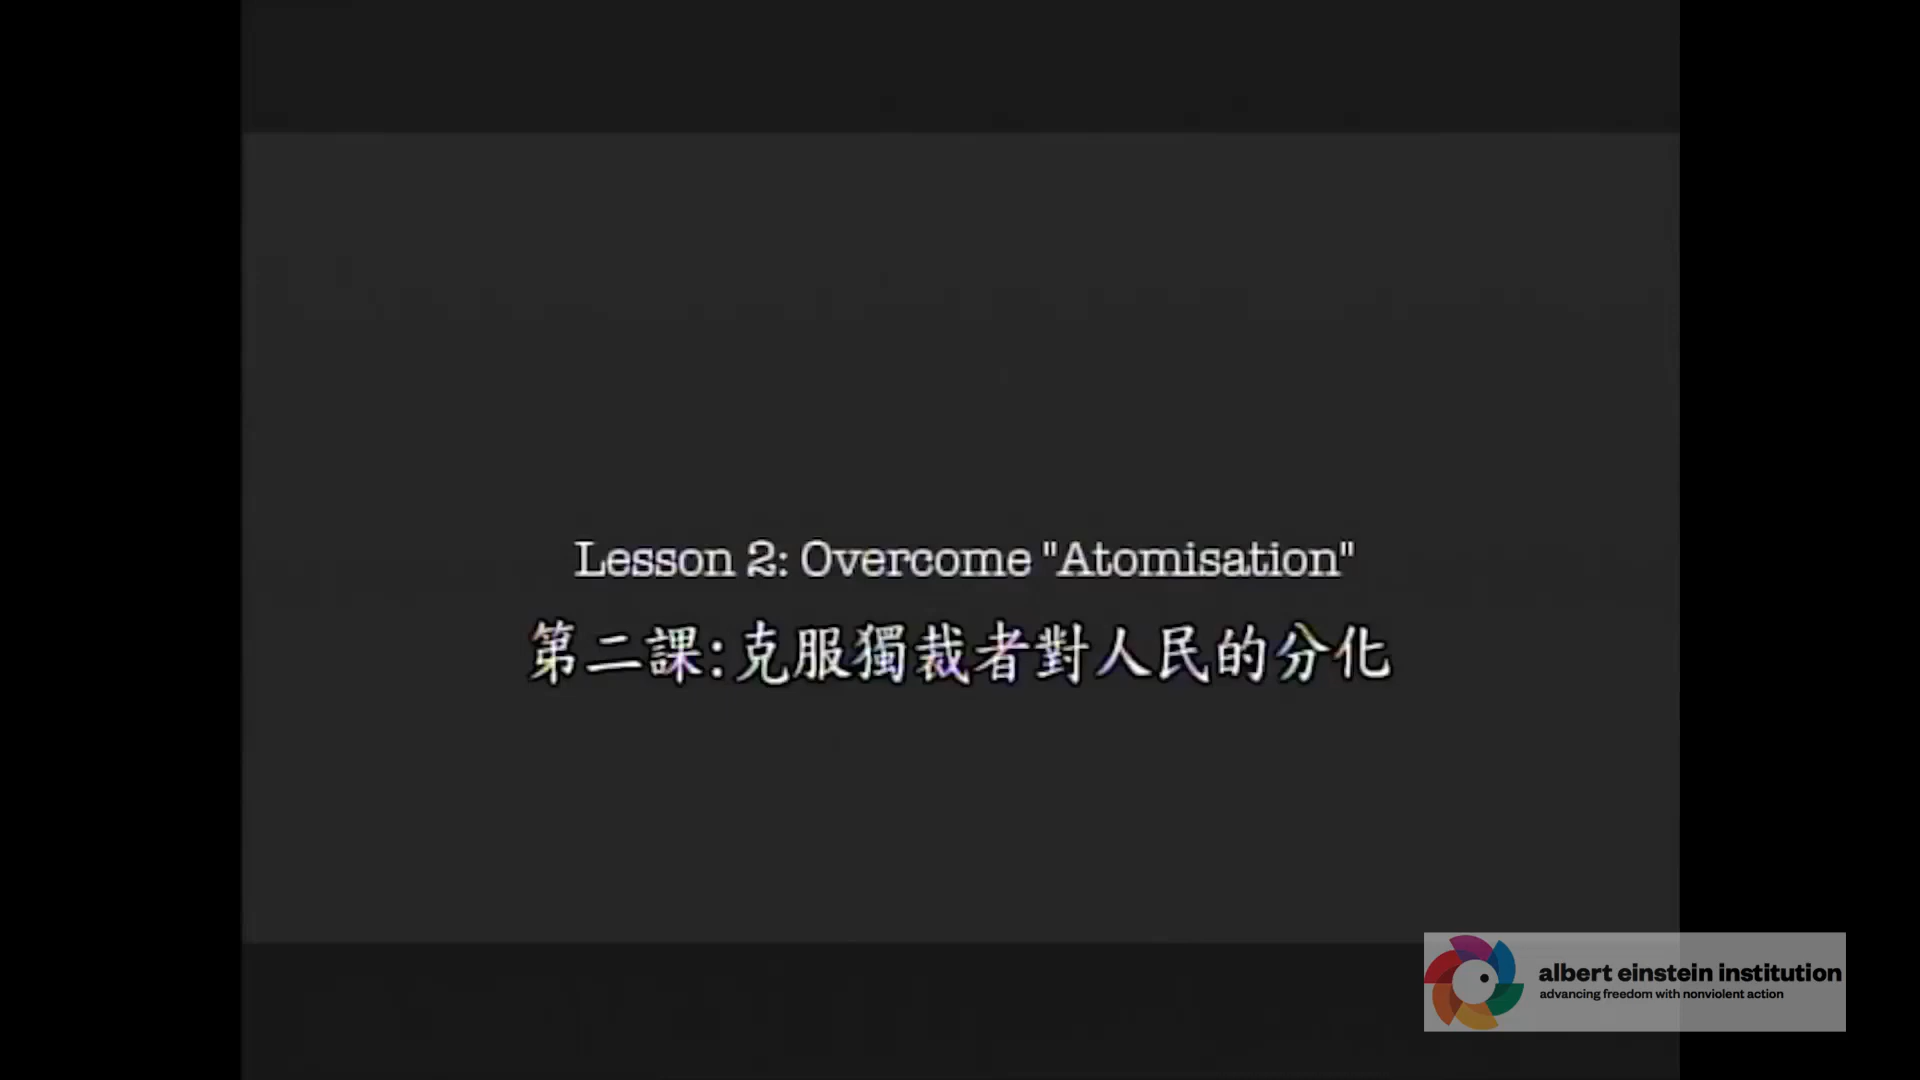 Lesson 2: Overcome "Atomisation"
第二課:克服獨裁者對人民的分化
albert einstein institution
advancing freedom with nonviolent action